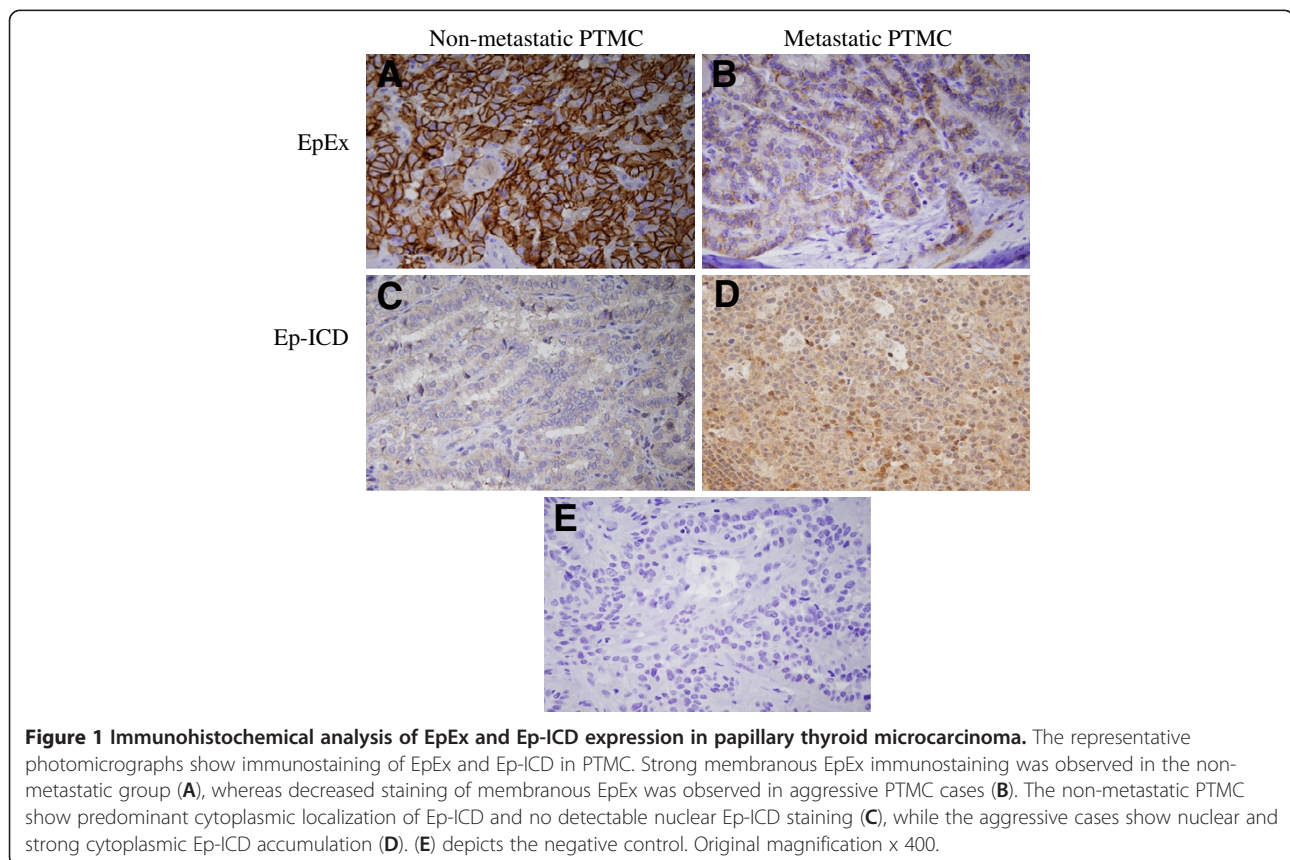 Non-metastatic PTMC
Metastatic PTMC
EpEx
A
B
Ep-ICD
C
D
E
Figure 1 Immunohistochemical analysis of EpEx and Ep-ICD expression in papillary thyroid microcarcinoma. The representative
photomicrographs show immunostaining of EpEx and Ep-ICD in PTMC. Strong membranous EpEx immunostaining was observed in the non-
metastatic group (A), whereas decreased staining of membranous EpEx was observed in aggressive PTMC cases (B). The non-metastatic PTMC
show predominant cytoplasmic localization of Ep-ICD and no detectable nuclear Ep-ICD staining (C), while the aggressive cases show nuclear and
strong cytoplasmic Ep-ICD accumulation (D). (E) depicts the negative control. Original magnification x 400.